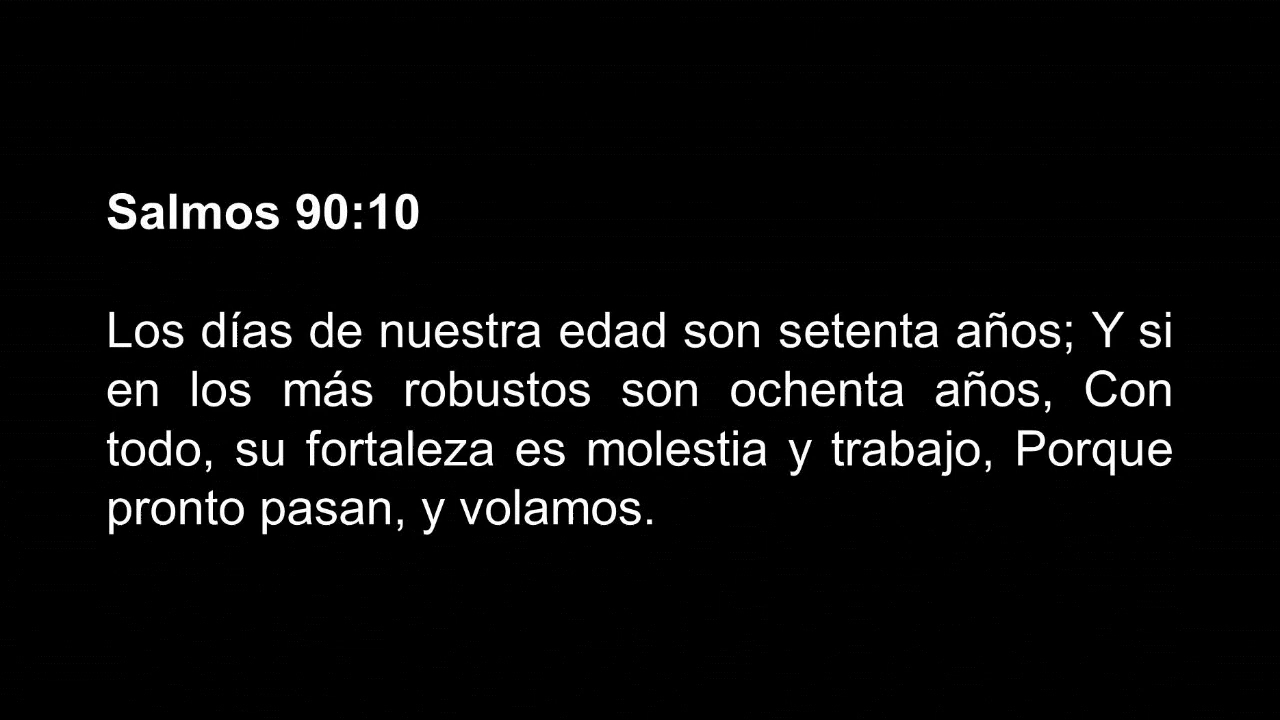 Salmos 90:10
Los días de nuestra edad son setenta años; Y si
en los más robustos son ochenta años, Con
todo, su fortaleza es molestia y trabajo, Porque
pronto pasan, y volamos.